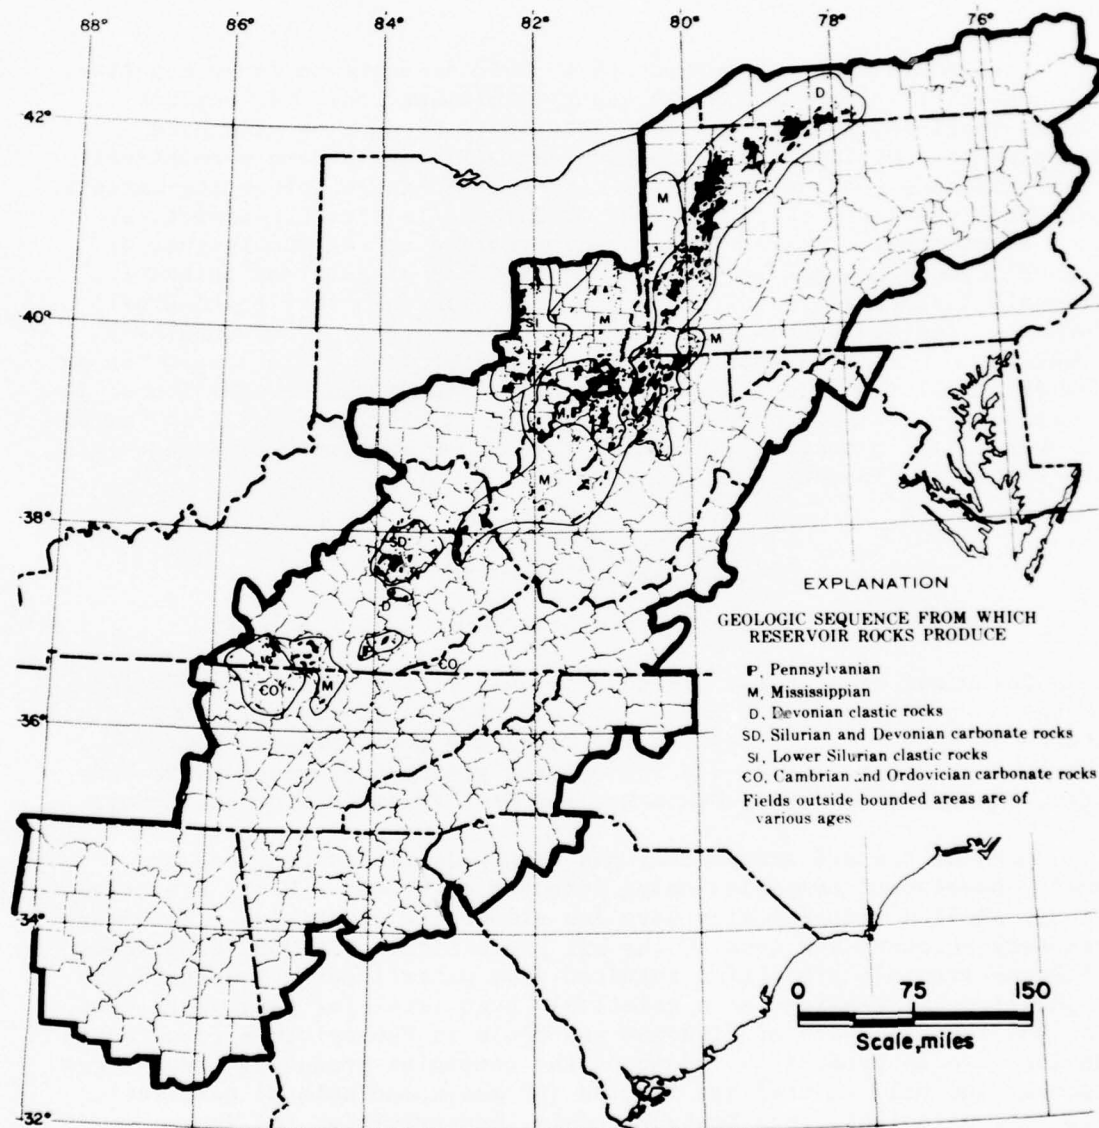 88° 86° 84° 82° 80° 78° 76°
42°
40°
38°
36°
34°
32°
D
M
M
SI
M
D
M
SD
D
P
CO
CO
M
EXPLANATION
GEOLOGIC SEQUENCE FROM WHICH
RESERVOIR ROCKS PRODUCE
P, Pennsylvanian
M, Mississippian
D, Devonian clastic rocks
SD, Silurian and Devonian carbonate rocks
SI, Lower Silurian clastic rocks
CO, Cambrian and Ordovician carbonate rocks
Fields outside bounded areas are of
various ages
0 75 150
Scale,miles